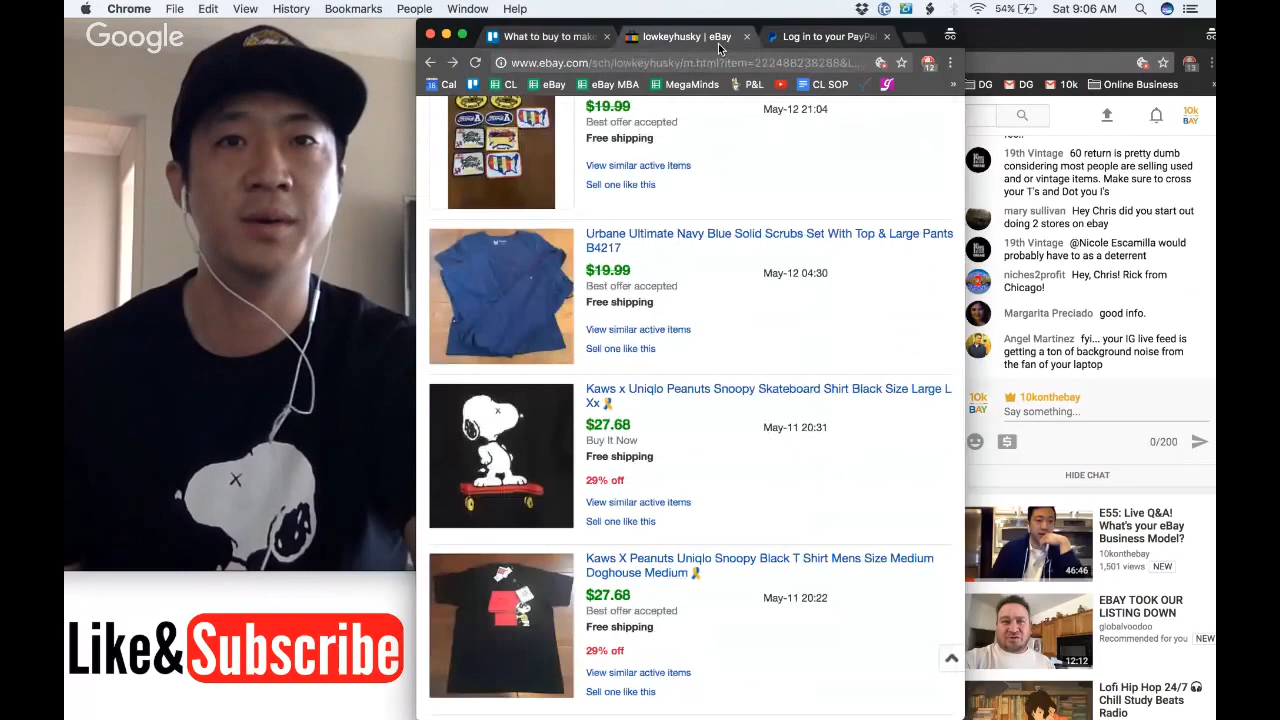 Chrome File Edit View History Bookmarks People Window Help 54% Sat 9:06 AM
Google
What to buy to make
lowkeyhusky | eBay
Log in to your PayPal
www.ebay.com/sch/lowkeyhusky/m.html?item=222488238288&L...
12
13
16 Cal CL eBay eBay MBA MegaMinds P&L CL SOP »
DG DG 10k Online Business
$19.99
Best offer accepted
Free shipping
May-12 21:04
View similar active items
Sell one like this
Urbane Ultimate Navy Blue Solid Scrubs Set With Top & Large Pants
B4217
$19.99
Best offer accepted
Free shipping
May-12 04:30
View similar active items
Sell one like this
Kaws x Uniqlo Peanuts Snoopy Skateboard Shirt Black Size Large L
Xx
$27.68
Buy It Now
Free shipping
May-11 20:31
29% off
View similar active items
Sell one like this
Kaws X Peanuts Uniqlo Snoopy Black T Shirt Mens Size Medium
Doghouse Medium
$27.68
Best offer accepted
Free shipping
May-11 20:22
29% off
View similar active items
Sell one like this
10k
BAY
19th Vintage 60 return is pretty dumb
considering most people are selling used
and or vintage items. Make sure to cross
your T's and Dot you I's
mary sullivan Hey Chris did you start out
doing 2 stores on ebay
19th Vintage @Nicole Escamilla would
probably have to as a deterrent
niches2profit Hey, Chris! Rick from
Chicago!
Margarita Preciado good info.
Angel Martinez fyi... your IG live feed is
getting a ton of background noise from
the fan of your laptop
10k
BAY
10konthebay
Say something...
0/200
HIDE CHAT
E55: Live Q&A!
What's your eBay
Business Model?
10konthebay
1,501 views NEW
46:46
EBAY TOOK OUR
LISTING DOWN
globalvoodoo
Recommended for you NEW
12:12
Lofi Hip Hop 24/7
Chill Study Beats
Radio
Like& Subscribe